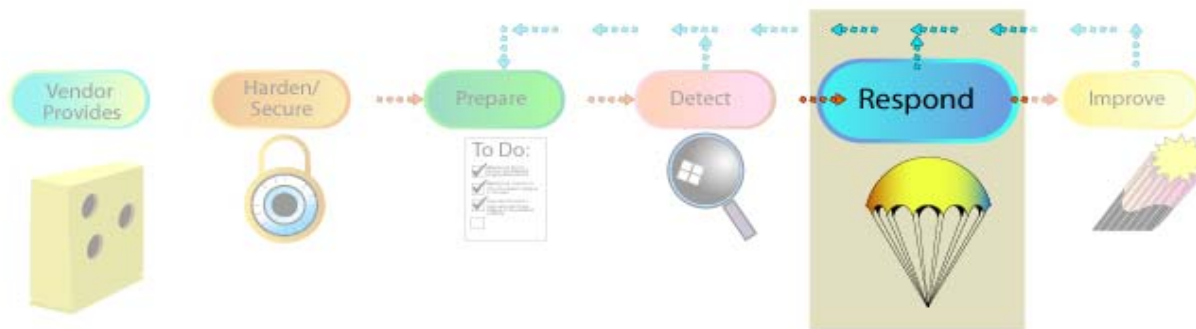 Vendor
Provides
Harden/
Secure
Prepare
Detect
Respond
Improve
To Do: